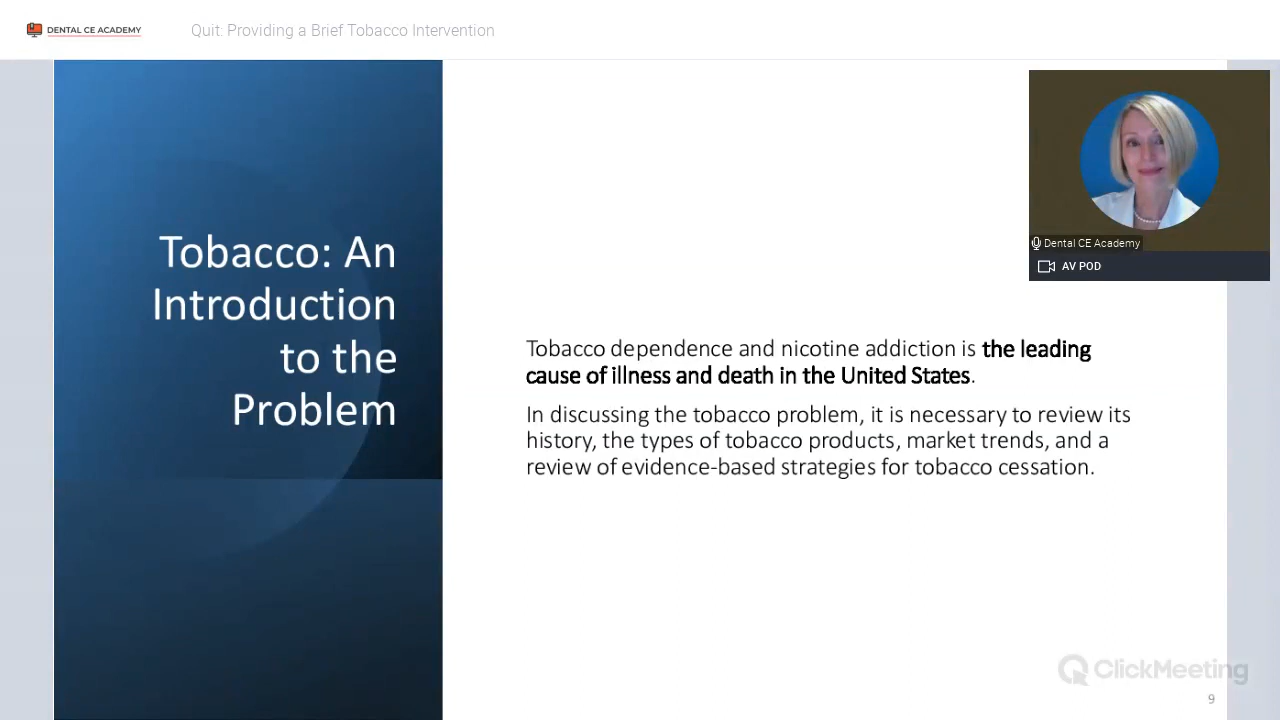 DENTAL CE ACADEMY
Quit: Providing a Brief Tobacco Intervention
Tobacco: An
Introduction
to the
Problem
Dental CE Academy
AV POD
Tobacco dependence and nicotine addiction is the leading
cause of illness and death in the United States.
In discussing the tobacco problem, it is necessary to review its
history, the types of tobacco products, market trends, and a
review of evidence-based strategies for tobacco cessation.
ClickMeeting
9